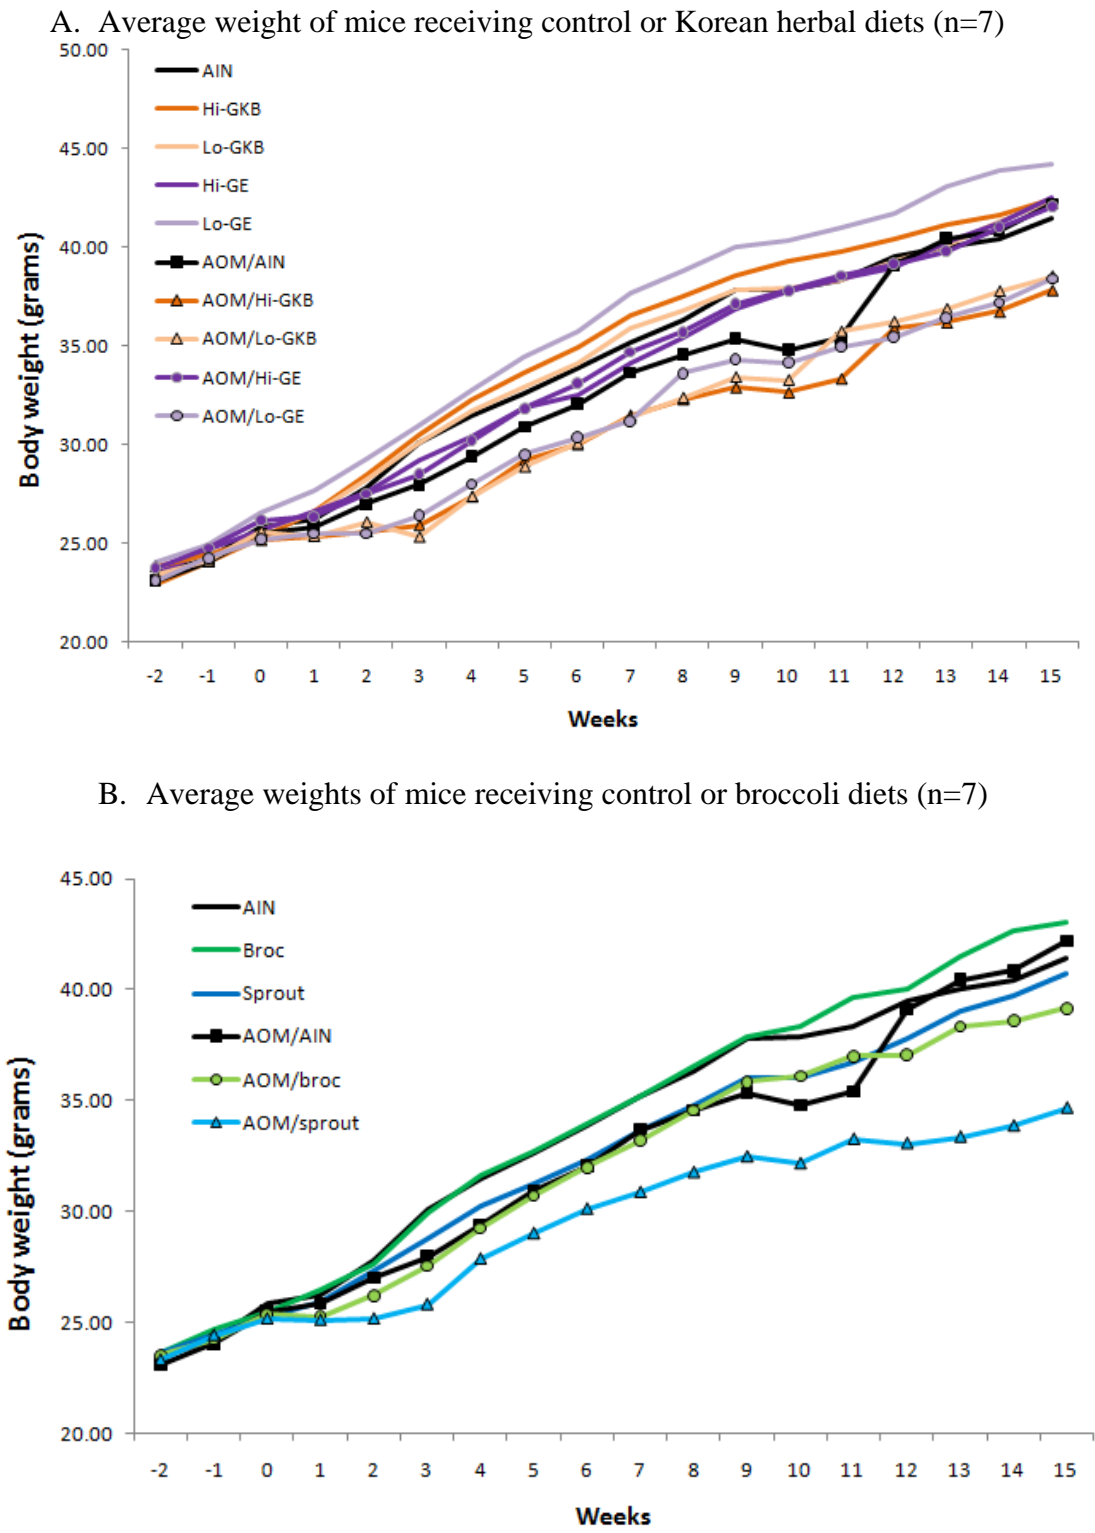 A. Average weight of mice receiving control or Korean herbal diets (n=7)
50.00
45.00
40.00
35.00
30.00
25.00
20.00
Body weight (grams)
AIN
Hi-GKB
Lo-GKB
Hi-GE
Lo-GE
AOM/AIN
AOM/Hi-GKB
AOM/Lo-GKB
AOM/Hi-GE
AOM/Lo-GE
-2 -1 0 1 2 3 4 5 6 7 8 9 10 11 12 13 14 15
Weeks
B. Average weights of mice receiving control or broccoli diets (n=7)
45.00
40.00
35.00
30.00
25.00
20.00
Body weight (grams)
AIN
Broc
Sprout
AOM/AIN
AOM/broc
AOM/sprout
-2 -1 0 1 2 3 4 5 6 7 8 9 10 11 12 13 14 15
Weeks